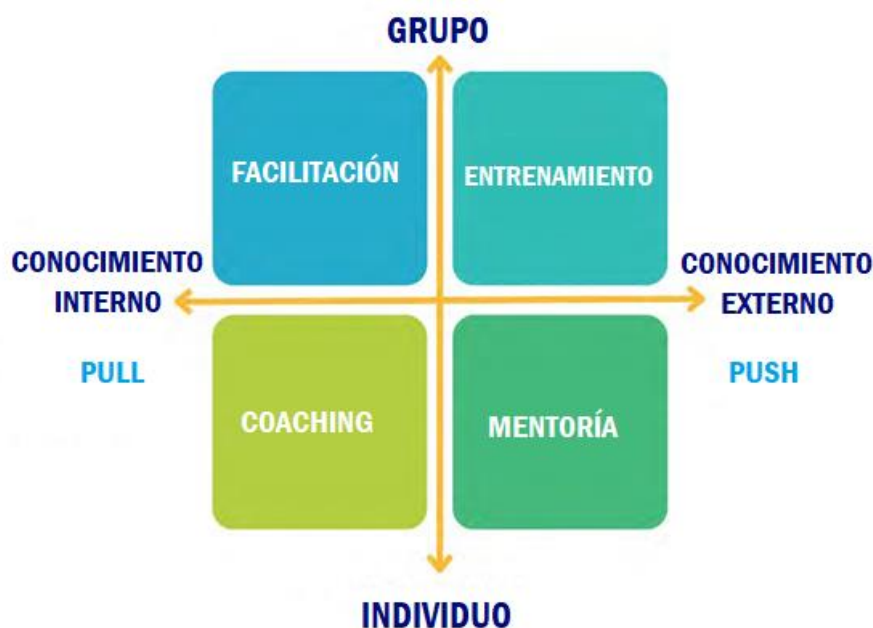 GRUPO
FACILITACIÓN
ENTRENAMIENTO
CONOCIMIENTO
INTERNO
CONOCIMIENTO
EXTERNO
PULL
PUSH
COACHING
MENTORÍA
INDIVIDUO